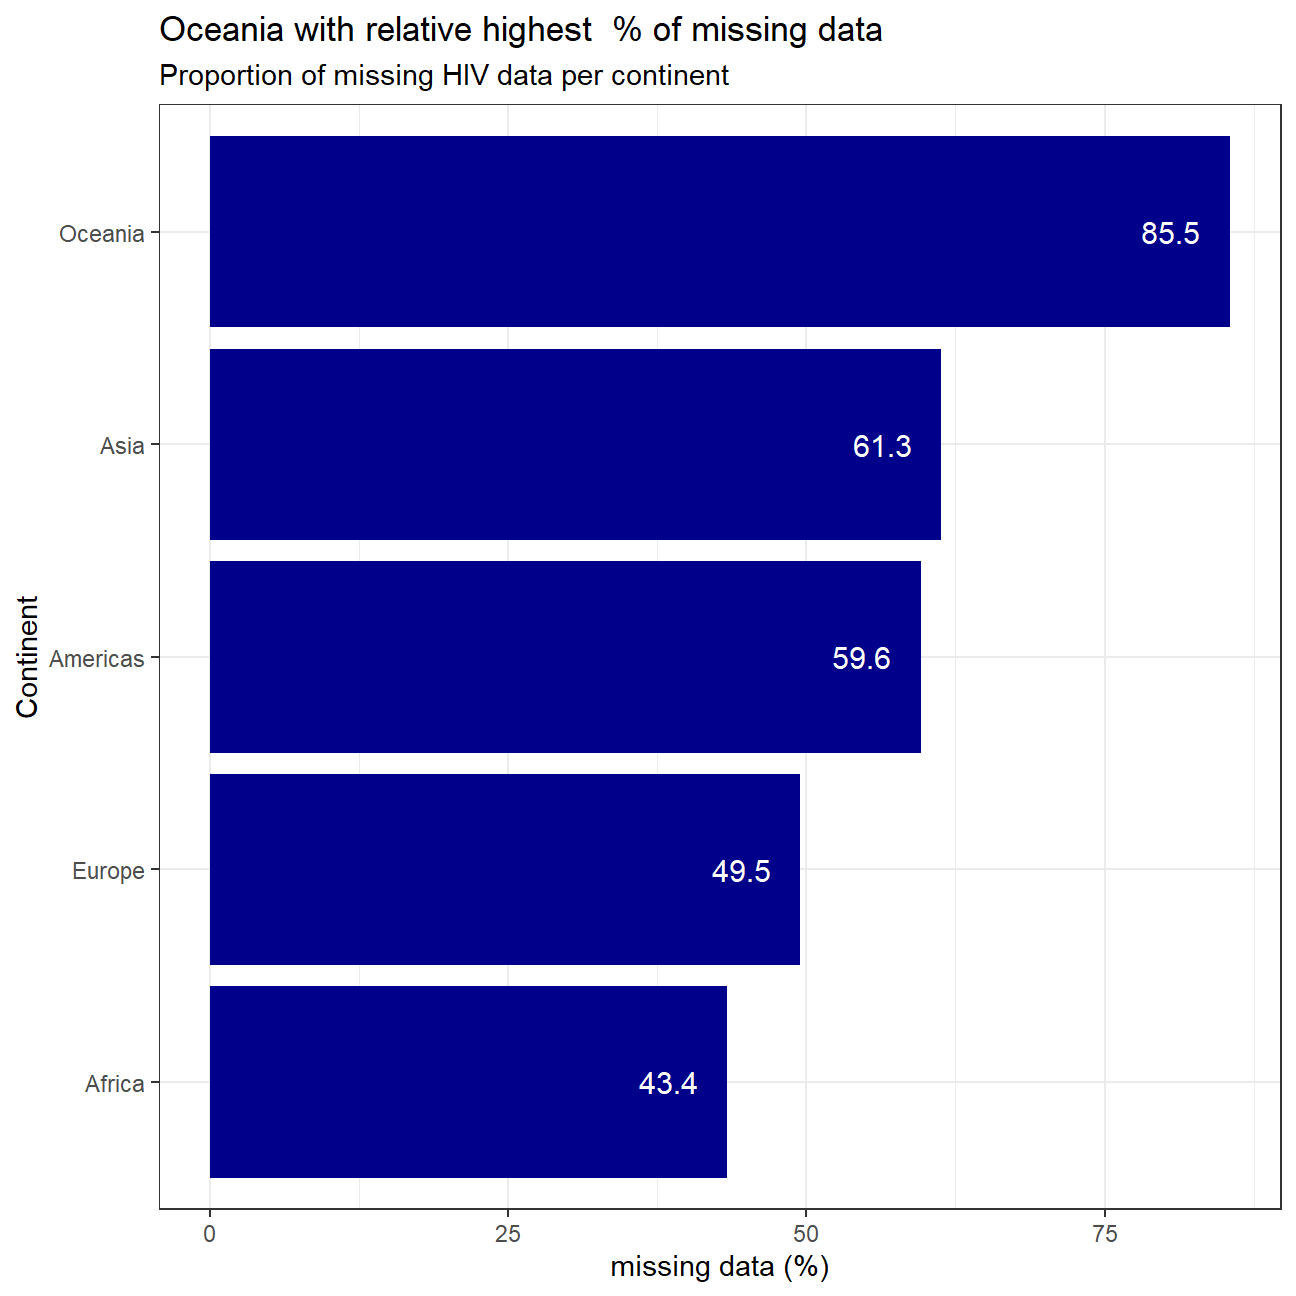 Oceania with relative highest  % of missing data
Proportion of missing HIV data per continent
Continent
Oceania
85.5
Asia
61.3
Americas
59.6
Europe
49.5
Africa
43.4
0 25 50 75
missing data (%)